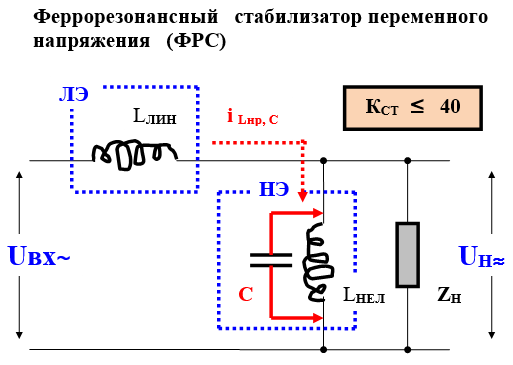 Феррорезонансный стабилизатор переменного
напряжения (ФРС)
ЛЭ
LЛИН
i Lнр, С
КСТ ≤ 40
НЭ
Uвх~
С
LНЕЛ
ZН
UН≈